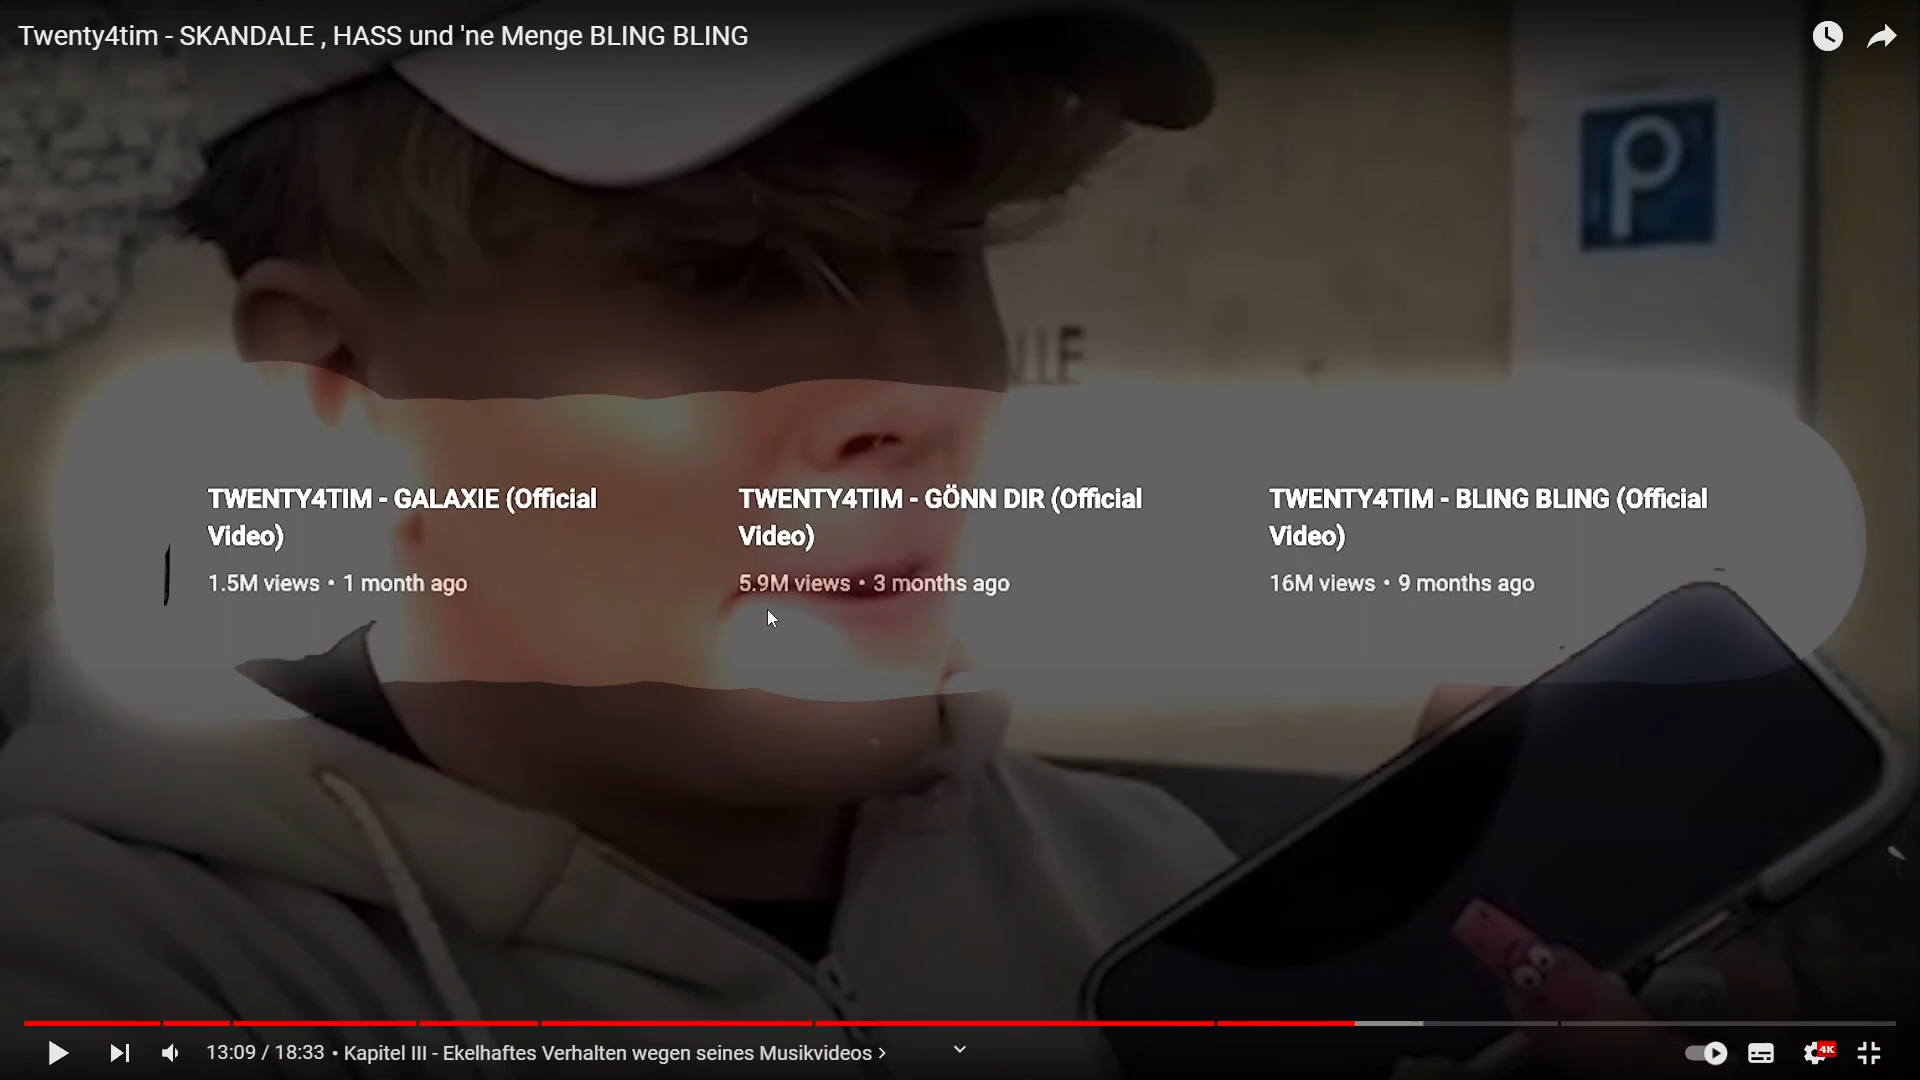 Twenty4tim - SKANDALE , HASS und 'ne Menge BLING BLING
P
TWENTY4TIM - GALAXIE (Official
Video)
1.5M views • 1 month ago
TWENTY4TIM - GÖNN DIR (Official
Video)
5.9M views • 3 months ago
TWENTY4TIM - BLING BLING (Official
Video)
16M views • 9 months ago
13:09 / 18:33 • Kapitel III - Ekelhaftes Verhalten wegen seines Musikvideos >
4K